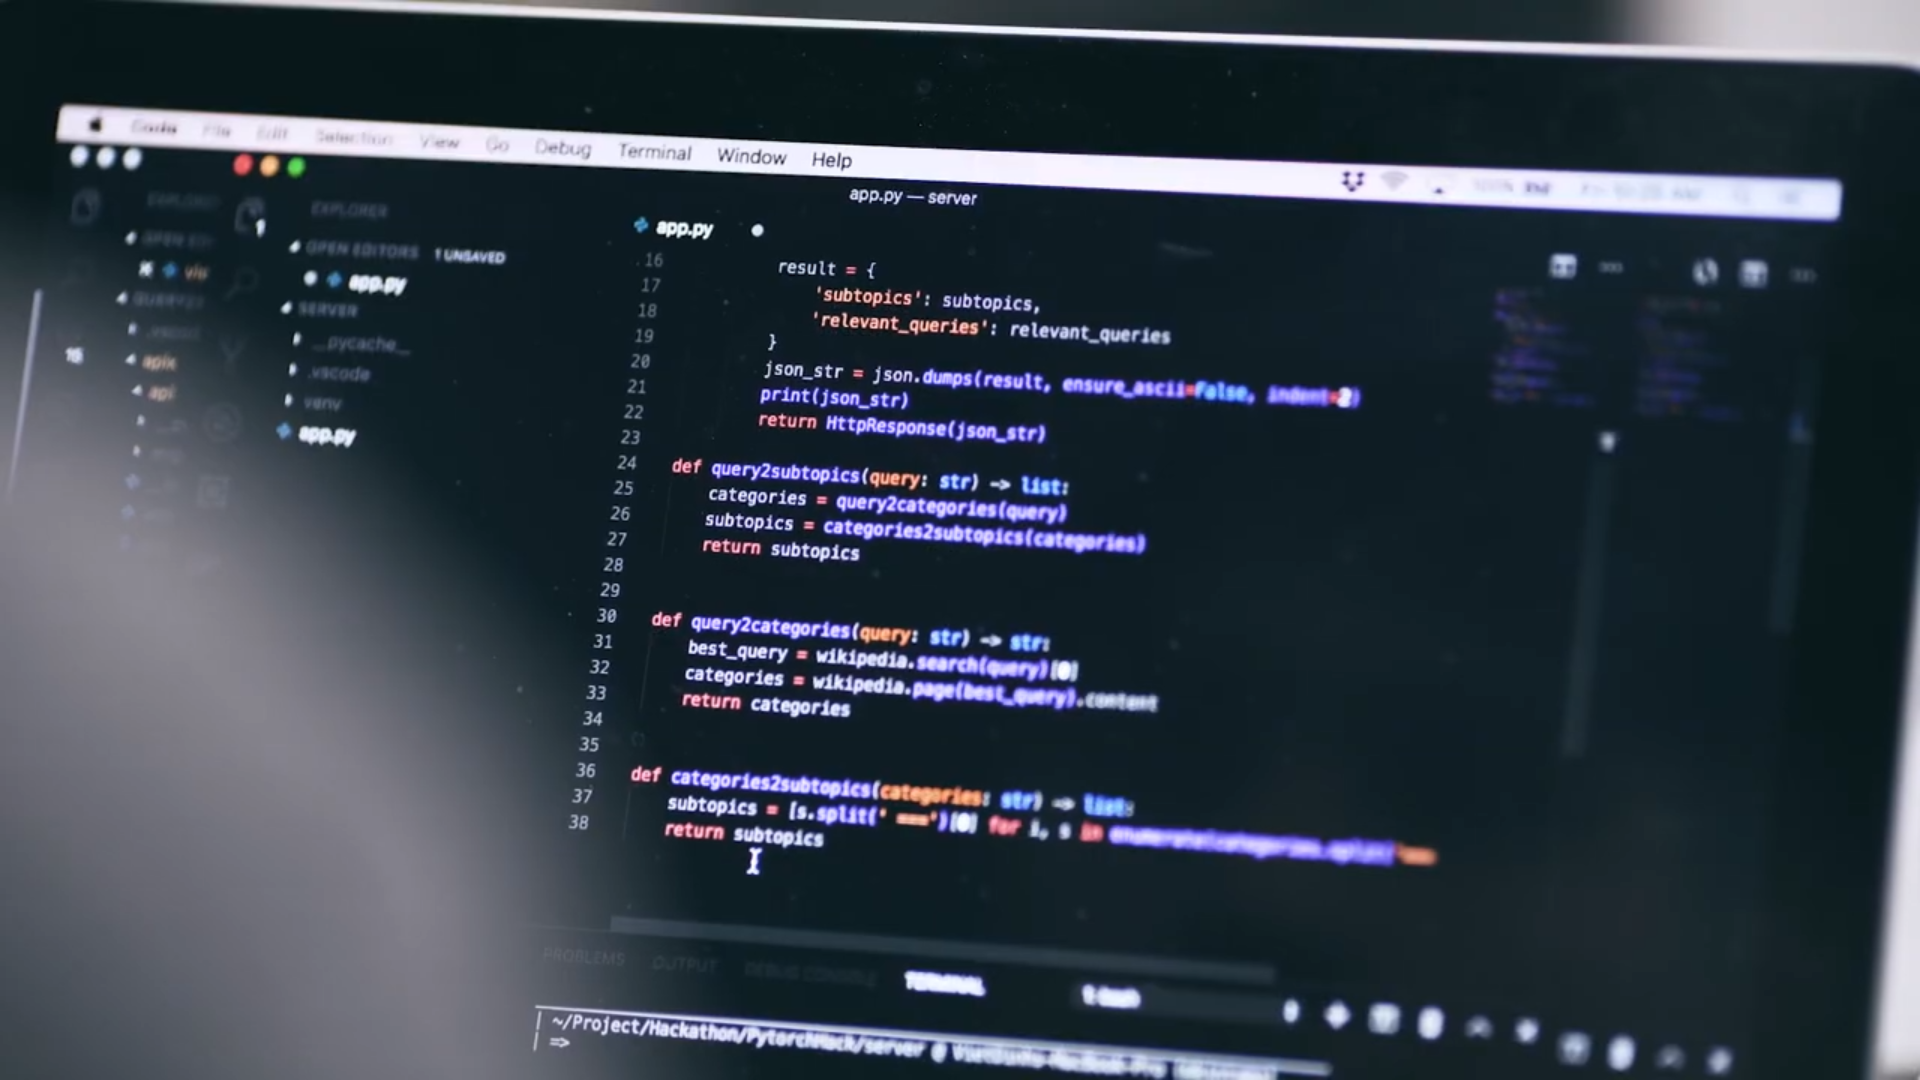 Code File Edit Selection View Go Debug Terminal Window Help
app.py — server
EXPLORER
OPEN EDITORS 1 UNSAVED
app.py
SERVER
__pycache__
.vscode
venv
app.py
app.py
16 result = {
17 'subtopics': subtopics,
18 'relevant_queries': relevant_queries
19 }
20 json_str = json.dumps(result, ensure_ascii=False, indent=2)
21 print(json_str)
22 return HttpResponse(json_str)
23
24 def query2subtopics(query: str) -> list:
25 categories = query2categories(query)
26 subtopics = categories2subtopics(categories)
27 return subtopics
28
29
30 def query2categories(query: str) -> str:
31 best_query = wikipedia.search(query)[0]
32 categories = wikipedia.page(best_query).content
33 return categories
34
35
36 def categories2subtopics(categories: str) -> list:
37 subtopics = [s.split(' ===')[0] for i, s in enumerate(categories.split(
38 return subtopics
PROBLEMS OUTPUT DEBUG CONSOLE TERMINAL 1: bash
~/Project/Hackathon/PytorchHack/server @
=>